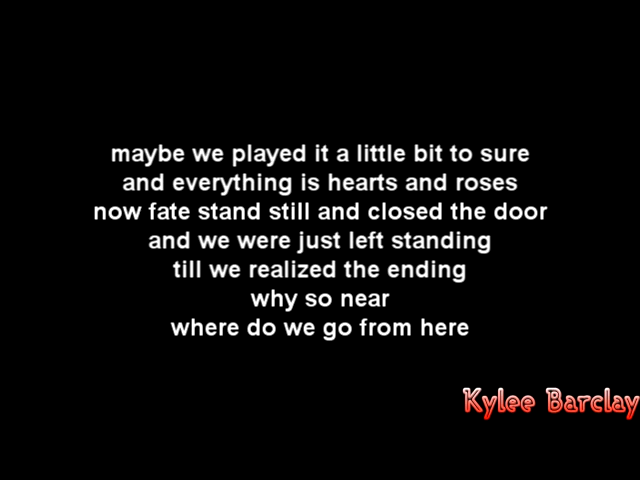 maybe we played it a little bit to sure
and everything is hearts and roses
now fate stand still and closed the door
and we were just left standing
till we realized the ending
why so near
where do we go from here
Kylee Barclay